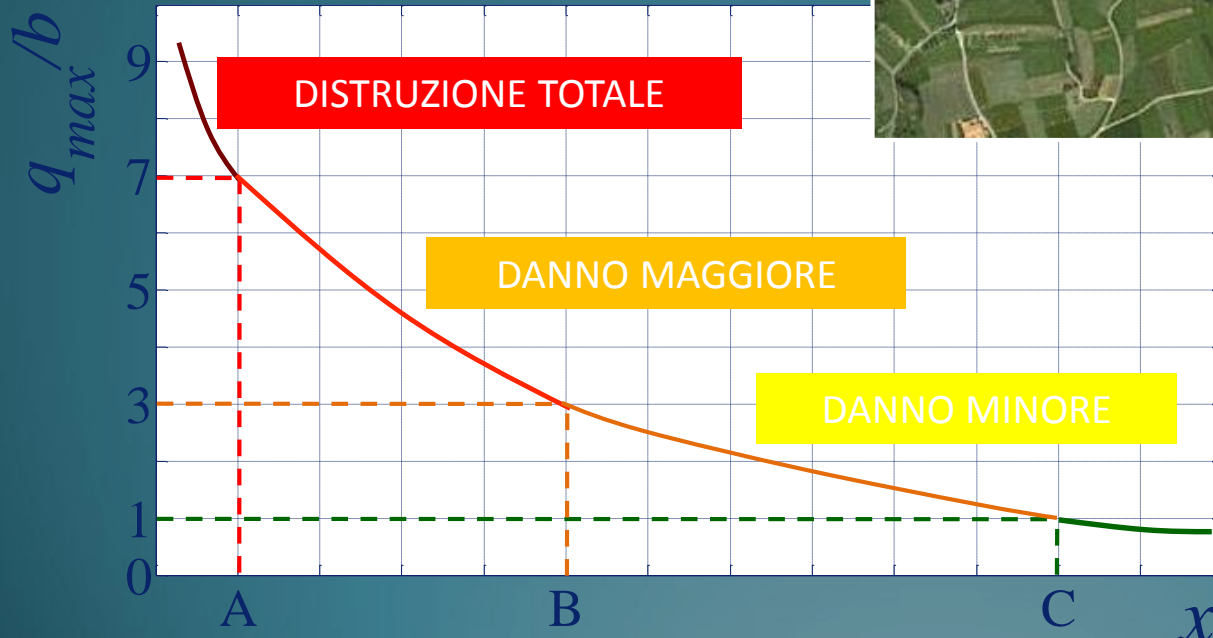 q_max/b
9
DISTRUZIONE TOTALE
7
DANNO MAGGIORE
5
3
DANNO MINORE
1
0
A B C x